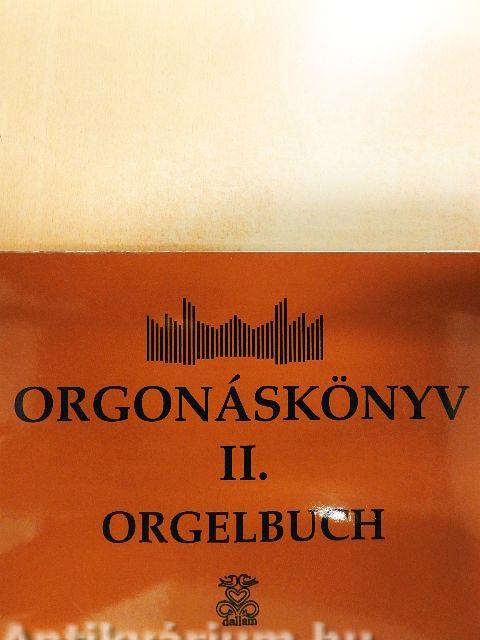 ORGONÁSKÖNYV
II.
ORGELBUCH
dallam
Antikvárium.hu